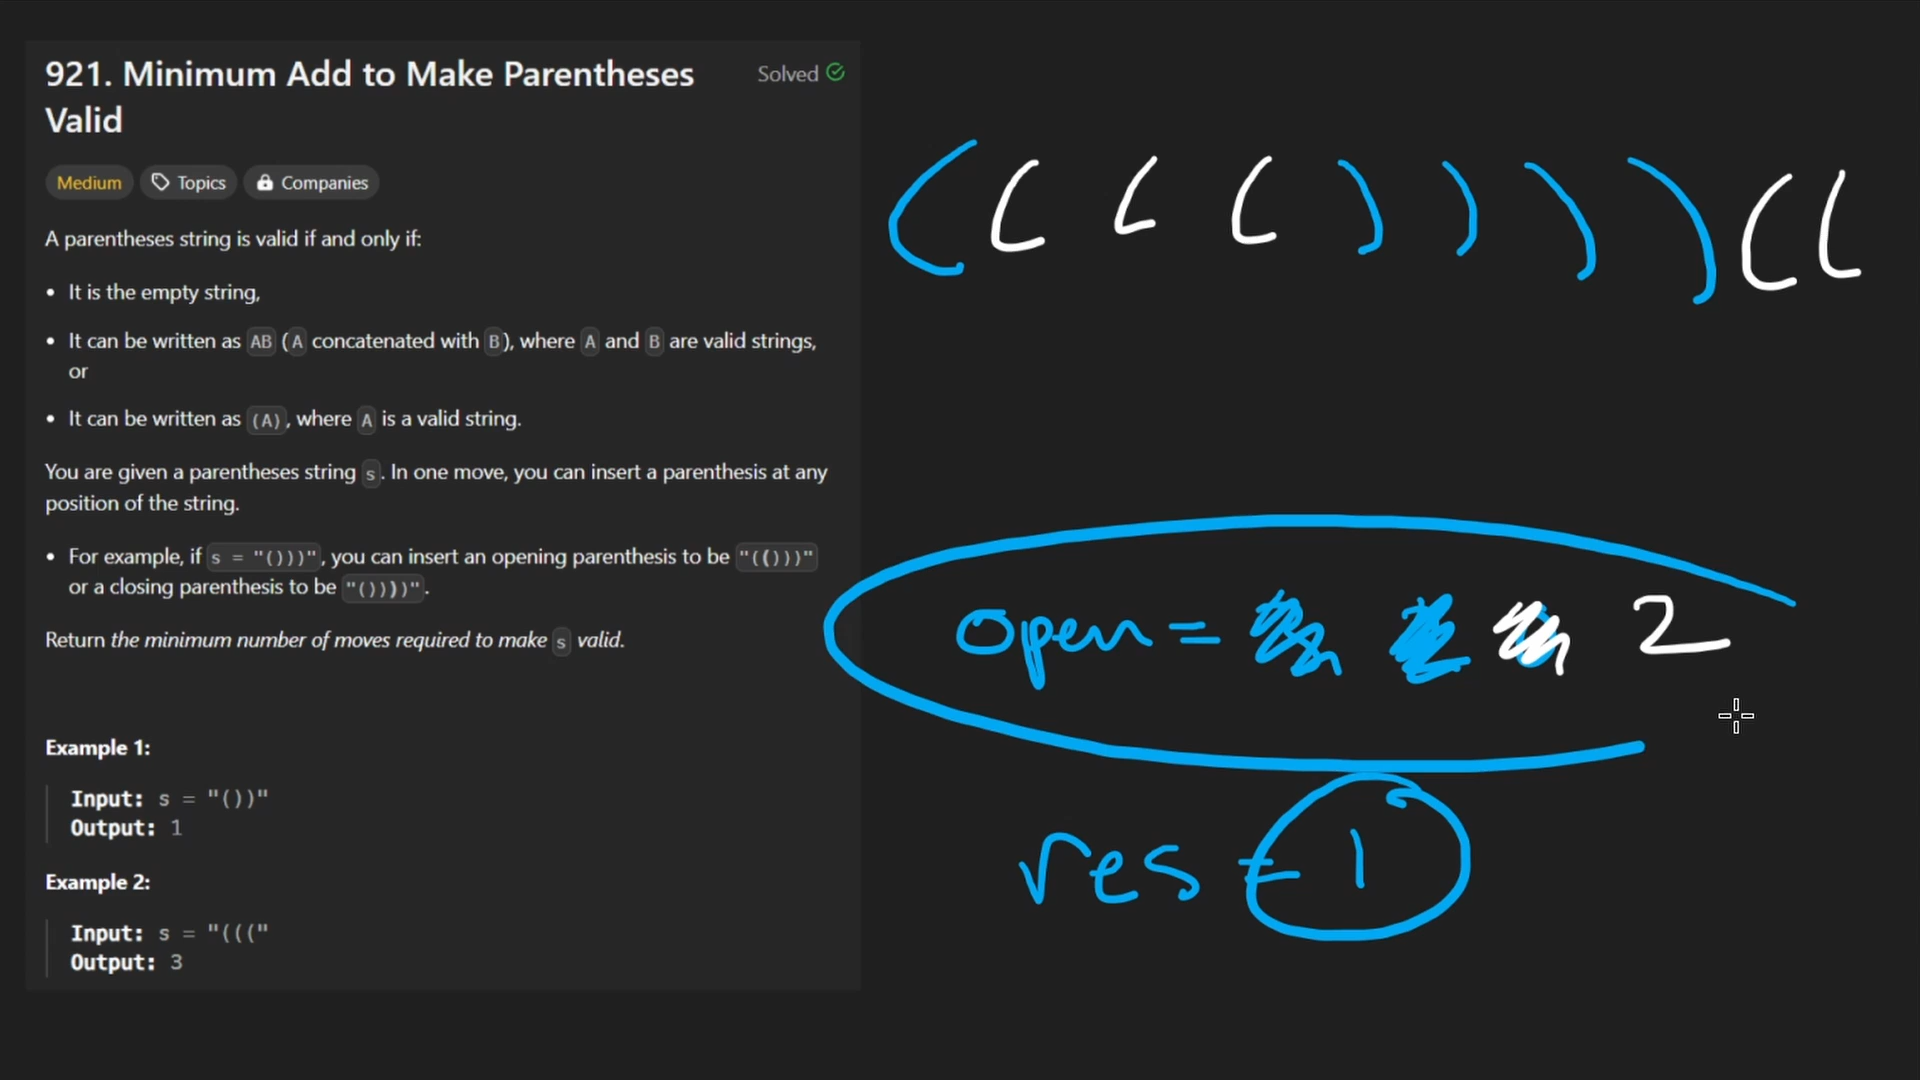 921. Minimum Add to Make Parentheses
Valid
Solved
Medium Topics Companies
A parentheses string is valid if and only if:
• It is the empty string,
• It can be written as AB (A concatenated with B), where A and B are valid strings,
or
• It can be written as (A), where A is a valid string.
You are given a parentheses string s. In one move, you can insert a parenthesis at any
position of the string.
• For example, if s = "()))", you can insert an opening parenthesis to be "(()))"
or a closing parenthesis to be "())))".
Return the minimum number of moves required to make s valid.
Example 1:
Input: s = "())"
Output: 1
Example 2:
Input: s = "((("
Output: 3
( ( ( ( ) ) ) ) ( (
open = 2
res = 1